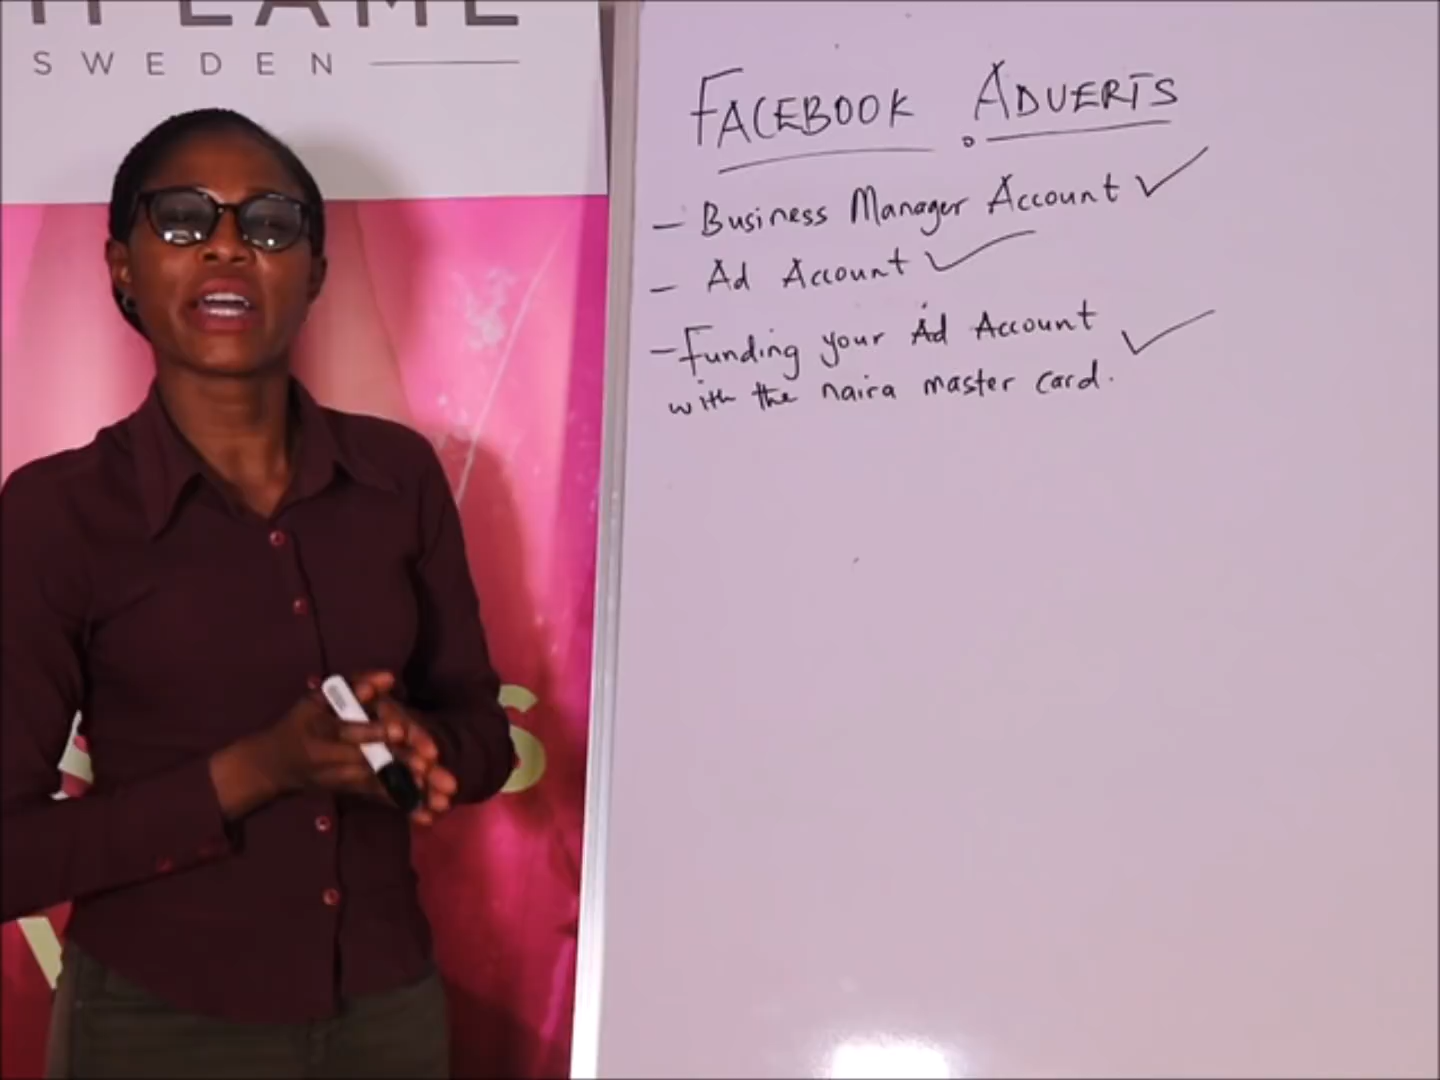 SWEDEN
FACEBOOK ADVERTS
- Business Manager Account ✓
- Ad Account ✓
- Funding your Ad Account ✓
with the naira master card.